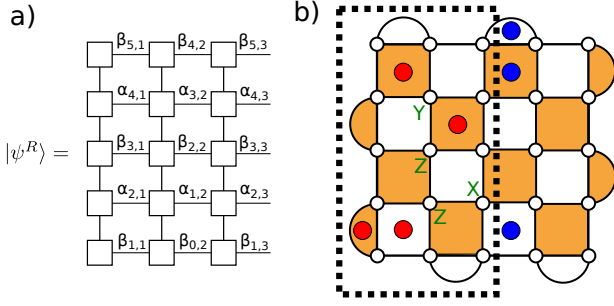 a)
b)
β5,1 β4,2 β5,3
α4,1 α3,2 α4,3
|ψ^R⟩ = β3,1 β2,2 β3,3
α2,1 α1,2 α2,3
β1,1 β0,2 β1,3
Y
Z
X
Z